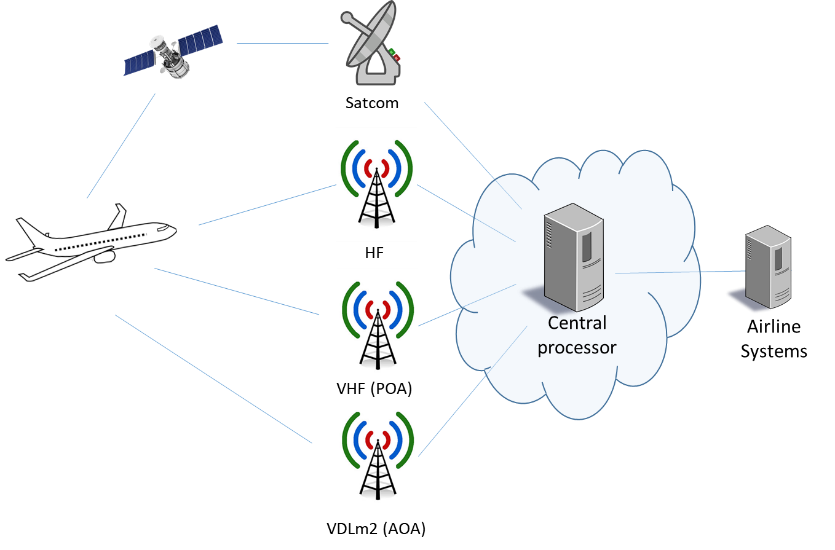 Satcom
HF
VHF (POA)
VDLm2 (AOA)
Central
processor
Airline
Systems